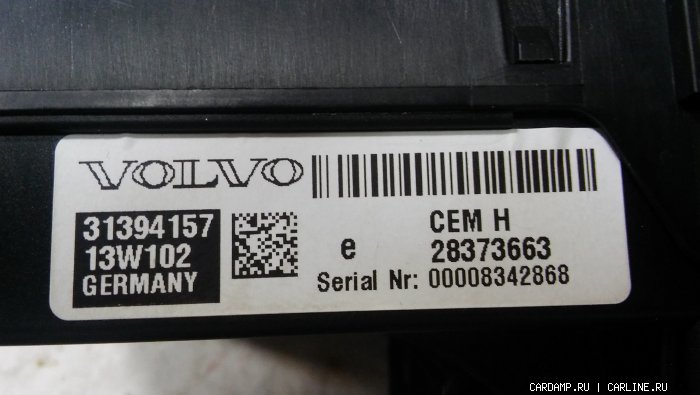 VOLVO
31394157
13W102
GERMANY
CEM H
e 28373663
Serial Nr: 00008342868
CARDAMP.RU | CARLINE.RU